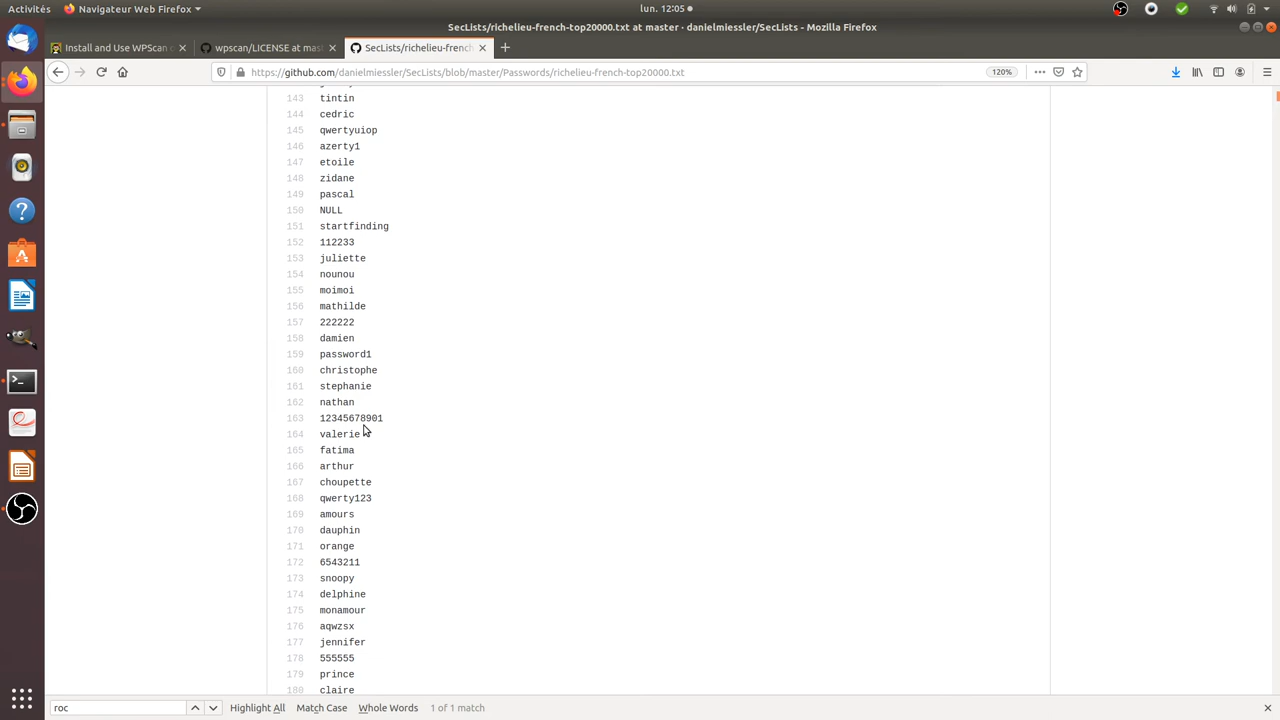 Activités
Navigateur Web Firefox
lun. 12:05
SecLists/richelieu-french-top20000.txt at master · danielmiessler/SecLists - Mozilla Firefox
Install and Use WPScan
wpscan/LICENSE at mas
SecLists/richelieu-french
https://github.com/danielmiessler/SecLists/blob/master/Passwords/richelieu-french-top20000.txt
120%
143 tintin
144 cedric
145 qwertyuiop
146 azerty1
147 etoile
148 zidane
149 pascal
150 NULL
151 startfinding
152 112233
153 juliette
154 nounou
155 moimoi
156 mathilde
157 222222
158 damien
159 password1
160 christophe
161 stephanie
162 nathan
163 12345678901
164 valerie
165 fatima
166 arthur
167 choupette
168 qwerty123
169 amours
170 dauphin
171 orange
172 6543211
173 snoopy
174 delphine
175 monamour
176 aqwzsx
177 jennifer
178 555555
179 prince
180 claire
roc
Highlight All
Match Case
Whole Words
1 of 1 match